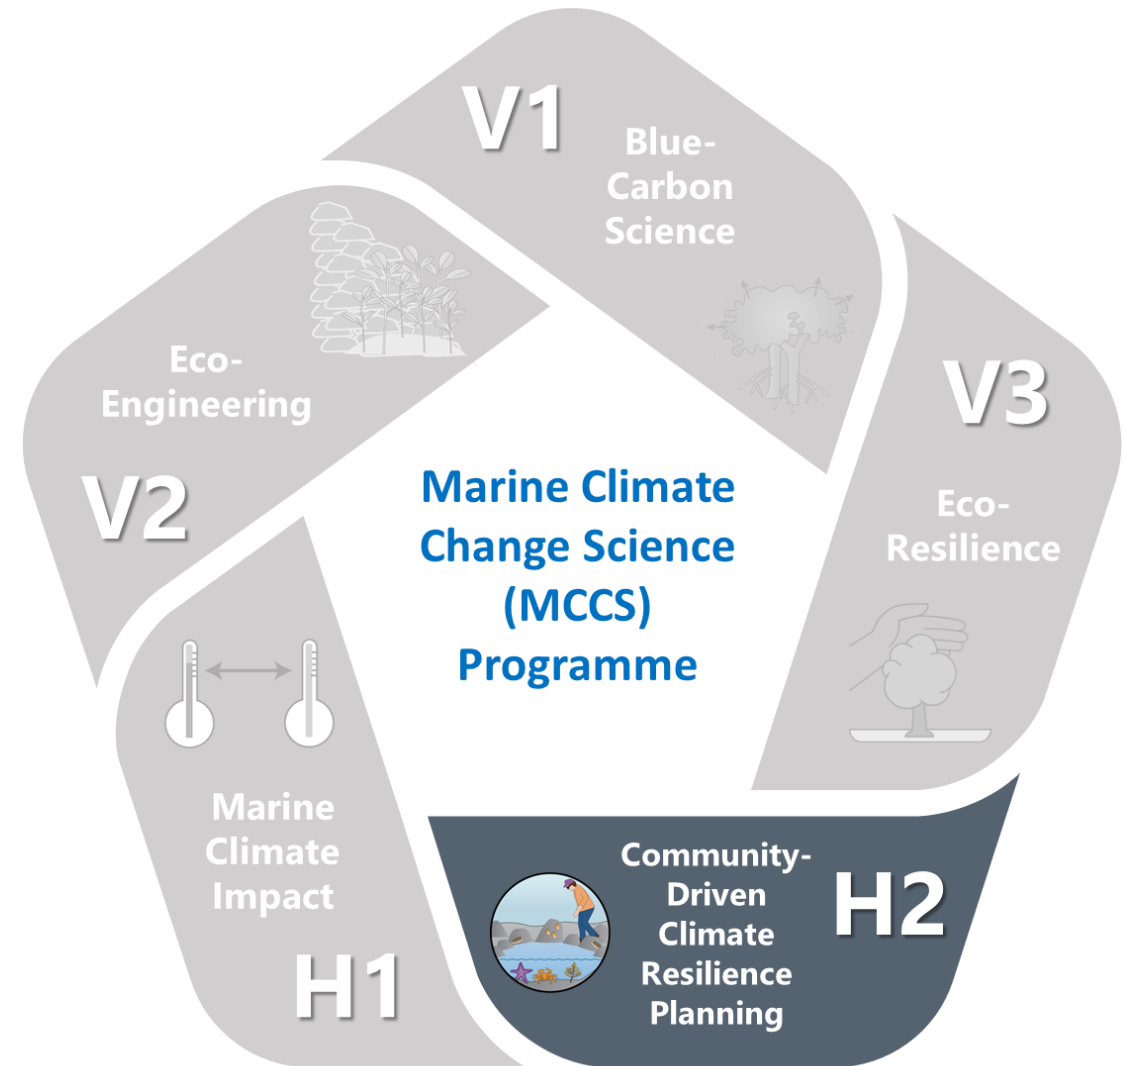 V1
Blue-
Carbon
Science
Eco-
Engineering
V2
V3
Eco-
Resilience
Marine Climate
Change Science
(MCCS)
Programme
Marine
Climate
Impact
H1
Community-
Driven
Climate
Resilience
Planning
H2